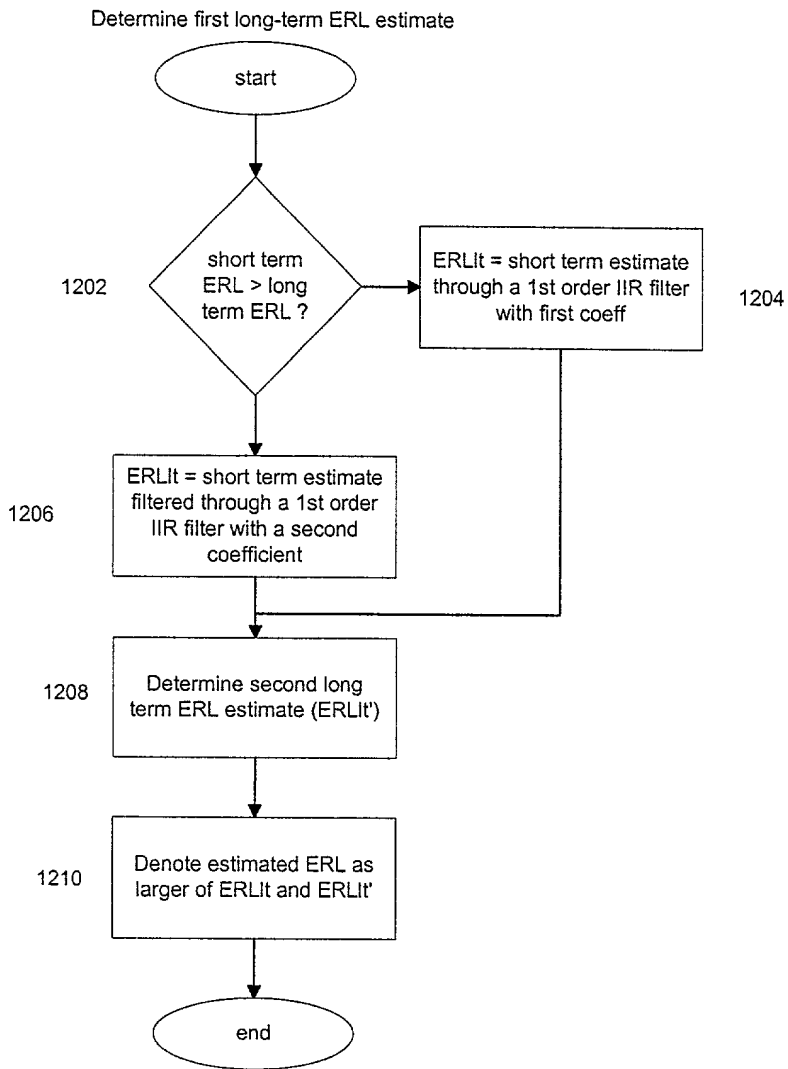 Determine first long-term ERL estimate
start
1202
short term
ERL > long
term ERL ?
ERLlt = short term estimate
through a 1st order IIR filter
with first coeff
1204
1206
ERLlt = short term estimate
filtered through a 1st order
IIR filter with a second
coefficient
1208
Determine second long
term ERL estimate (ERLlt')
1210
Denote estimated ERL as
larger of ERLlt and ERLlt'
end